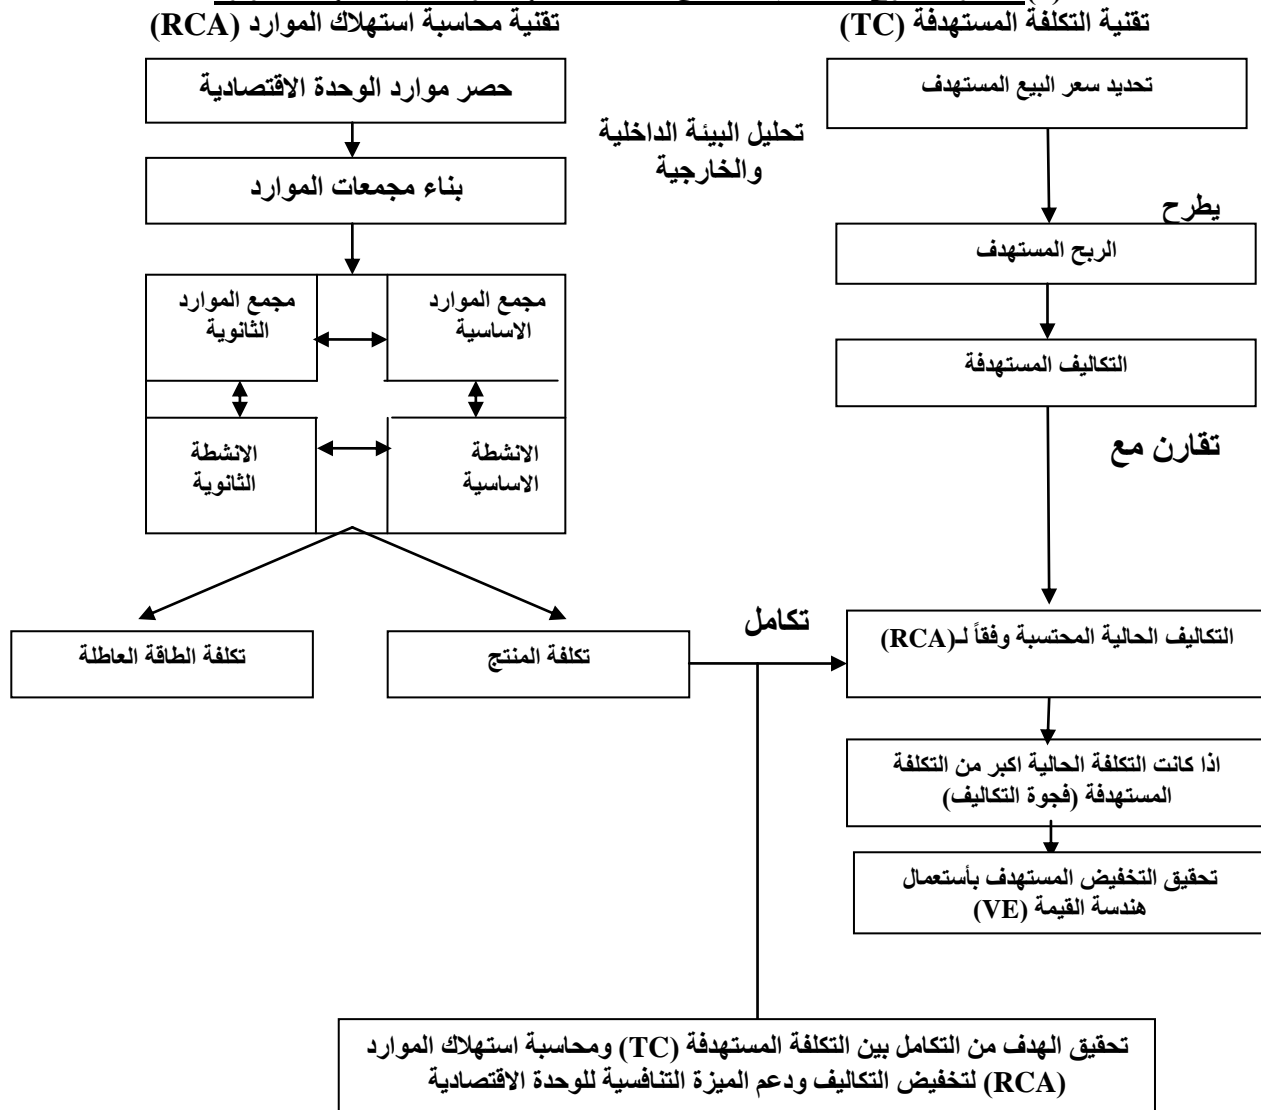 تقنية التكلفة المستهدفة (TC)
تقنية محاسبة استهلاك الموارد (RCA)
تحديد سعر البيع المستهدف
يطرح
الربح المستهدف
التكاليف المستهدفة
تقارن مع
التكاليف الحالية المحتسبة وفقاً لـ(RCA)
اذا كانت التكلفة الحالية اكبر من التكلفة
المستهدفة (فجوة التكاليف)
تحقيق التخفيض المستهدف بأستعمال
هندسة القيمة (VE)
تحليل البيئة الداخلية
والخارجية
حصر موارد الوحدة الاقتصادية
بناء مجمعات الموارد
مجمع الموارد
الاساسية
مجمع الموارد
الثانوية
الانشطة
الاساسية
الانشطة
الثانوية
تكامل
تكلفة المنتج
تكلفة الطاقة العاطلة
تحقيق الهدف من التكامل بين التكلفة المستهدفة (TC) ومحاسبة استهلاك الموارد
(RCA) لتخفيض التكاليف ودعم الميزة التنافسية للوحدة الاقتصادية